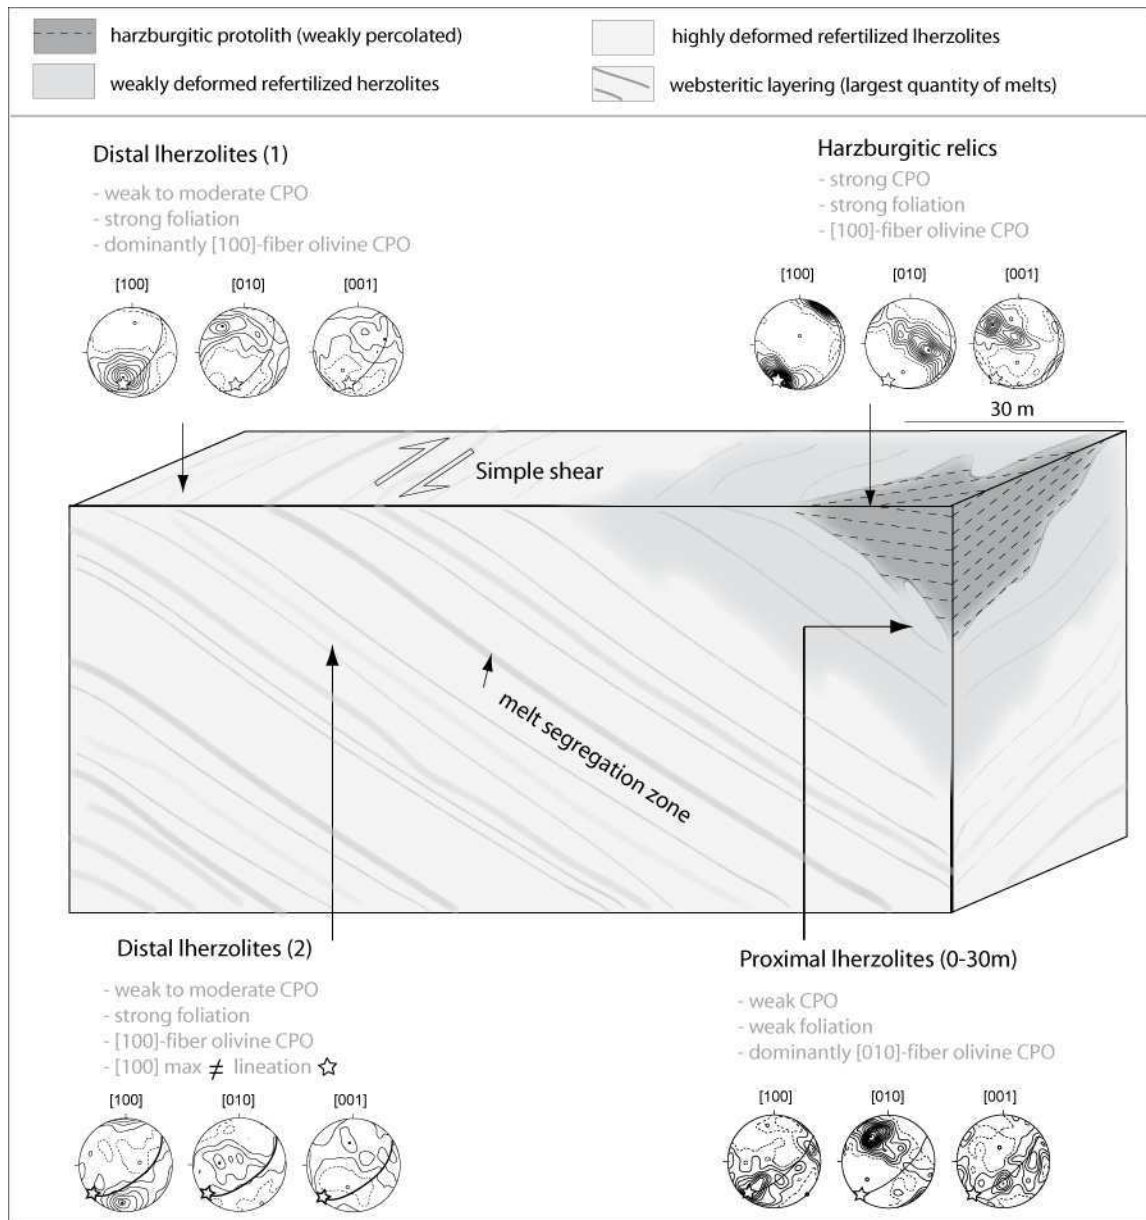 harzburgitic protolith (weakly percolated)
highly deformed refertilized lherzolites
weakly deformed refertilized herzolites
websteritic layering (largest quantity of melts)
Distal lherzolites (1)
- weak to moderate CPO
- strong foliation
- dominantly [100]-fiber olivine CPO
[100] [010] [001]
Harzburgitic relics
- strong CPO
- strong foliation
- [100]-fiber olivine CPO
[100] [010] [001]
30 m
Simple shear
melt segregation zone
Distal lherzolites (2)
- weak to moderate CPO
- strong foliation
- [100]-fiber olivine CPO
- [100] max ≠ lineation ☆
[100] [010] [001]
Proximal lherzolites (0-30m)
- weak CPO
- weak foliation
- dominantly [010]-fiber olivine CPO
[100] [010] [001]